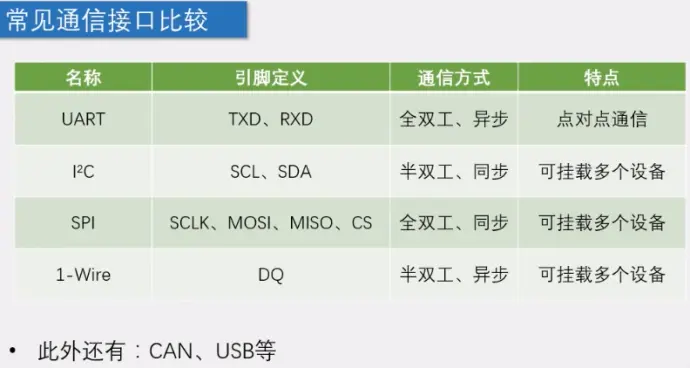 常见通信接口比较
名称 引脚定义 通信方式 特点
UART TXD、RXD 全双工、异步 点对点通信
I²C SCL、SDA 半双工、同步 可挂载多个设备
SPI SCLK、MOSI、MISO、CS 全双工、同步 可挂载多个设备
1-Wire DQ 半双工、异步 可挂载多个设备
• 此外还有：CAN、USB等